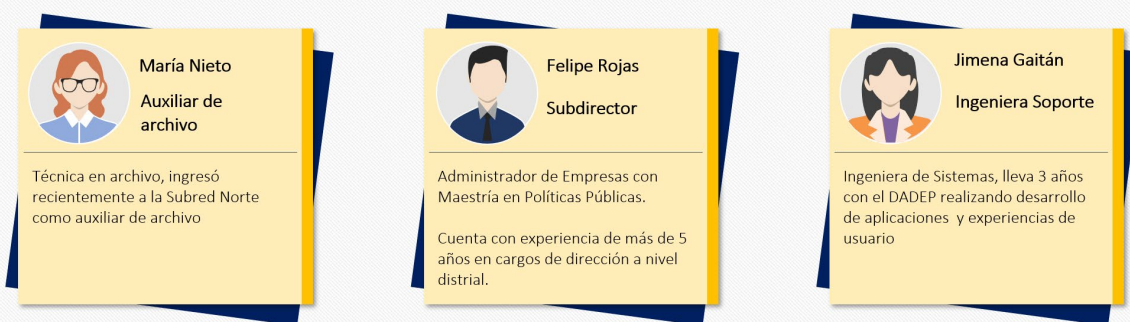 María Nieto
Auxiliar de
archivo
Técnica en archivo, ingresó
recientemente a la Subred Norte
como auxiliar de archivo
Felipe Rojas
Subdirector
Administrador de Empresas con
Maestría en Políticas Públicas.
Cuenta con experiencia de más de 5
años en cargos de dirección a nivel
distrial.
Jimena Gaitán
Ingeniera Soporte
Ingeniera de Sistemas, lleva 3 años
con el DADEP realizando desarrollo
de aplicaciones y experiencias de
usuario